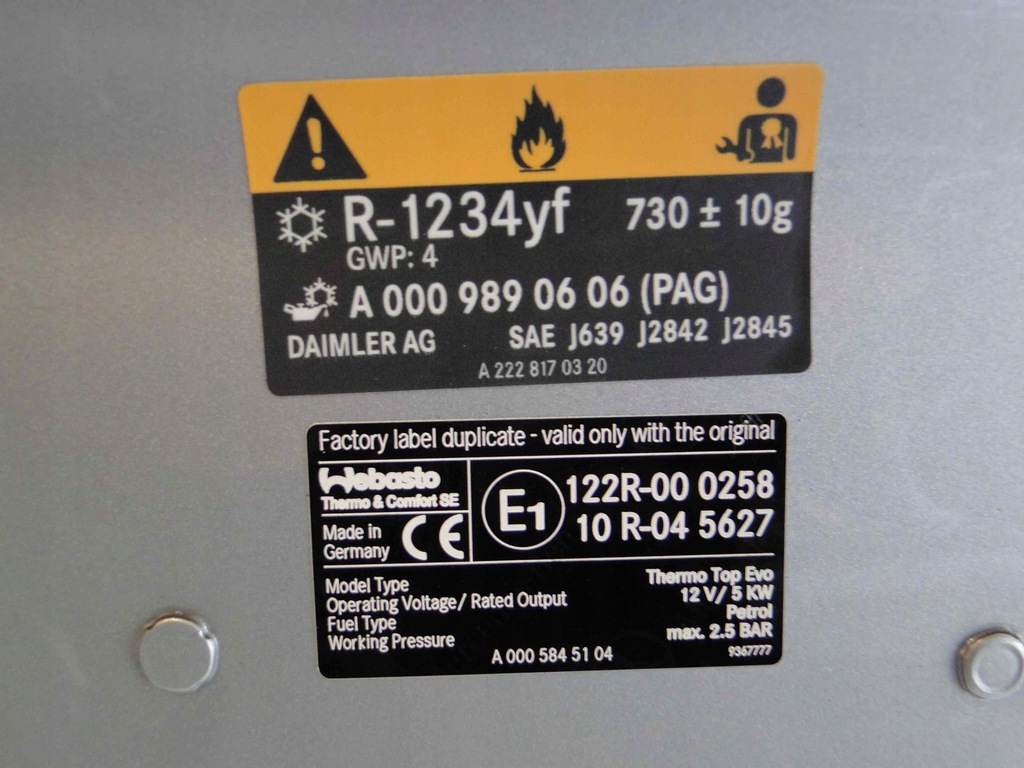 R-1234yf 730 ± 10g
GWP: 4
A 000 989 06 06 (PAG)
DAIMLER AG SAE J639 J2842 J2845
A 222 817 03 20
Factory label duplicate - valid only with the original
Webasto
Thermo & Comfort SE
Made in
Germany
CE
E1
122R-00 0258
10 R-04 5627
Model Type Thermo Top Evo
Operating Voltage/ Rated Output 12 V/ 5 KW
Fuel Type Petrol
Working Pressure max. 2.5 BAR
A 000 584 51 04 9367777